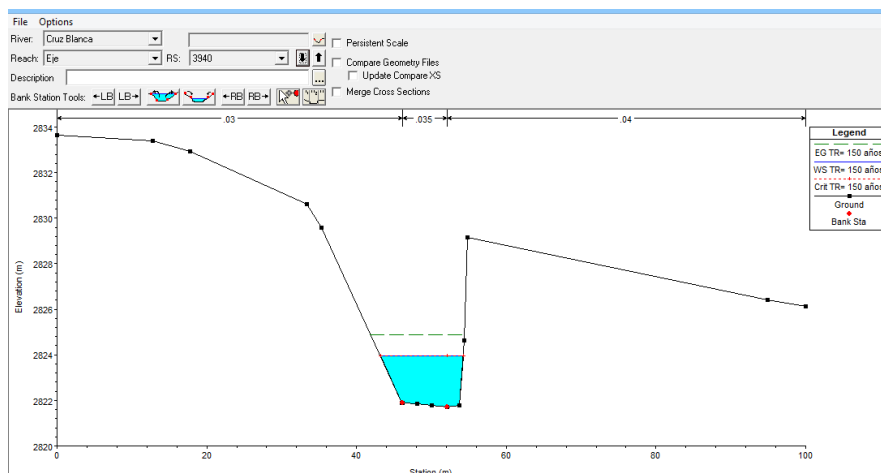 File Options
River: Cruz Blanca
Persistent Scale
Reach: Eje RS: 3940
Compare Geometry Files
Update Compare XS
Description ...
Merge Cross Sections
Bank Station Tools: ←LB LB→ ←RB RB→
.03 .035 .04
2834
2832
2830
2828
2826
2824
2822
2820
Elevation (m)
0 20 40 60 80 100
Station (m)
Legend
EG TR= 150 años
WS TR= 150 años
Crit TR= 150 años
Ground
Bank Sta